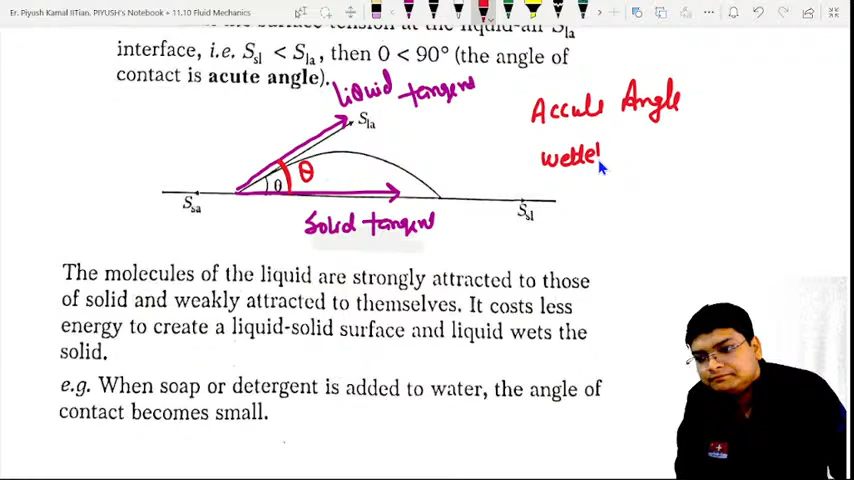 Er. Piyush Kamal IITian. PIYUSH's Notebook » 11.10 Fluid Mechanics
interface, i.e. Ssl < Sla, then θ < 90° (the angle of
contact is acute angle).
liquid tangent
Accute Angle
Sla
θ
θ
Ssa
Ssl
Solid tangent
The molecules of the liquid are strongly attracted to those
of solid and weakly attracted to themselves. It costs less
energy to create a liquid-solid surface and liquid wets the
solid.
e.g. When soap or detergent is added to water, the angle of
contact becomes small.